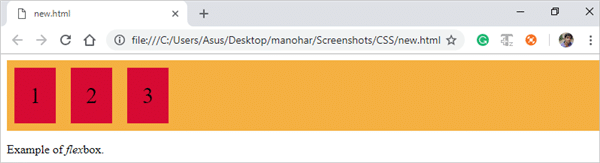 new.html
file:///C:/Users/Asus/Desktop/manohar/Screenshots/CSS/new.html
1 2 3
Example of flexbox.